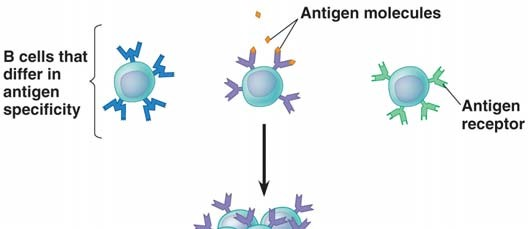 Antigen molecules
B cells that
differ in
antigen
specificity
Antigen
receptor